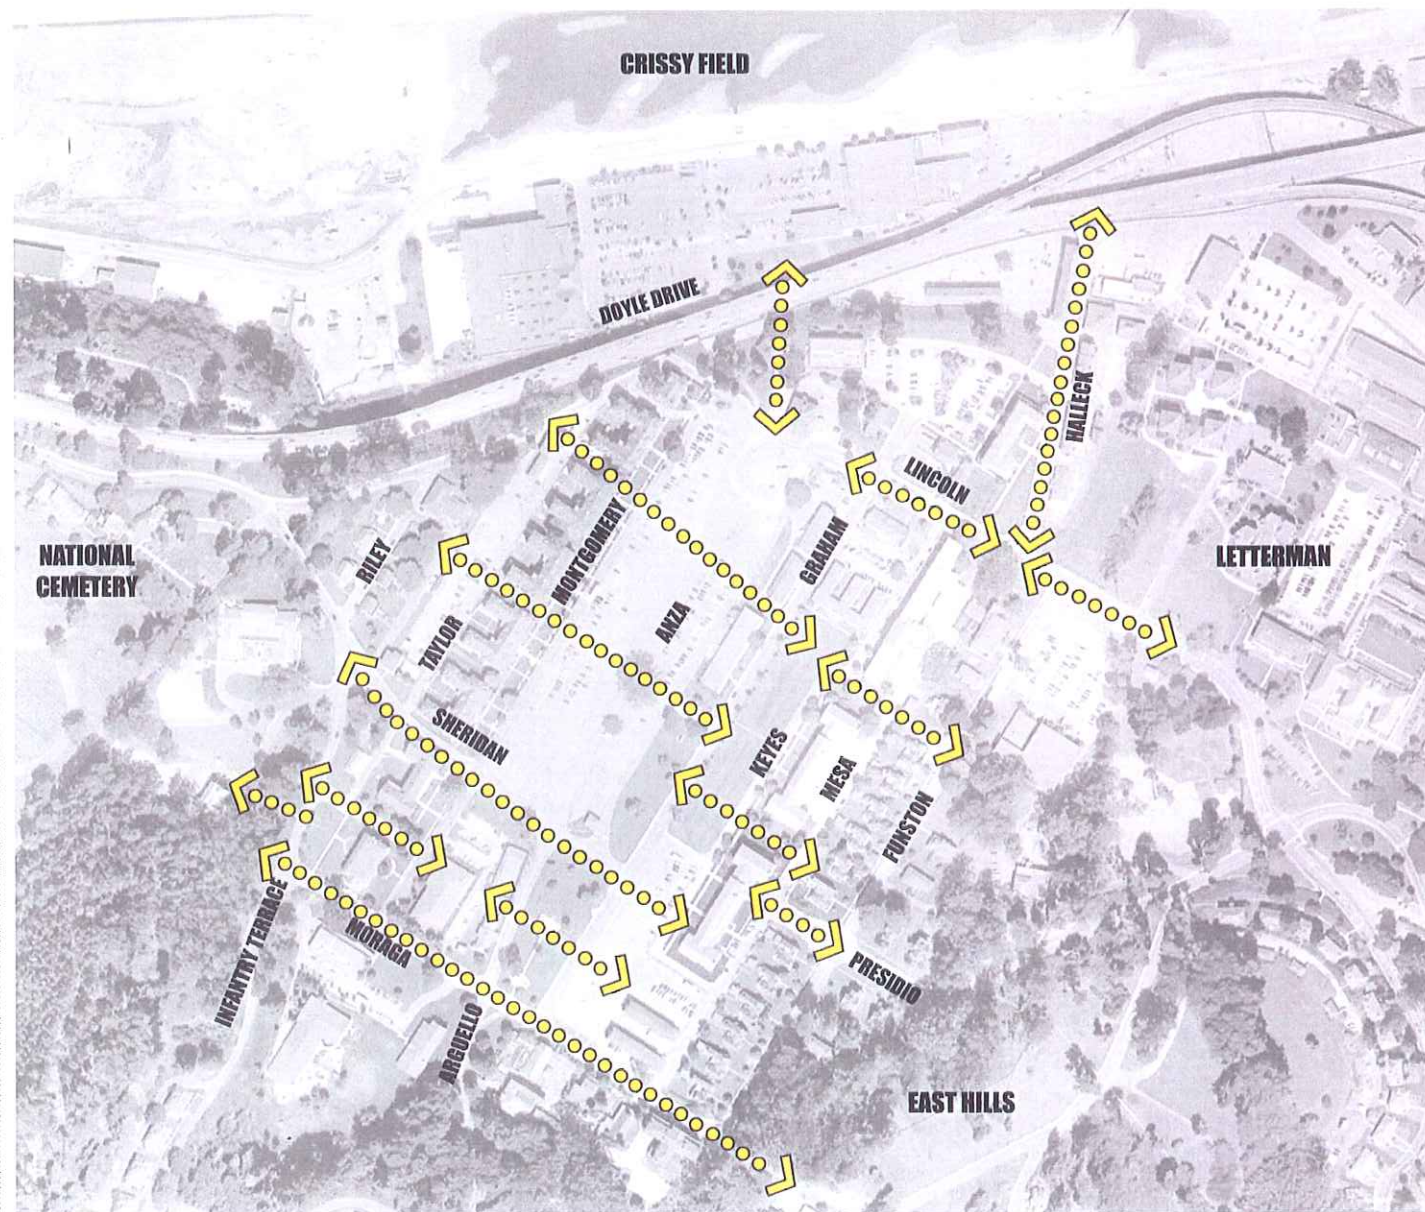 CRISSY FIELD
DOYLE DRIVE
HALLECK
LINCOLN
NATIONAL
CEMETERY
RILEY
MONTGOMERY
GRAHAM
LETTERMAN
TAYLOR
ANZA
SHERIDAN
KEYES
MESA
FUNSTON
INFANTRY TERRACE
MORAGA
PRESIDIO
ARGUELLO
EAST HILLS